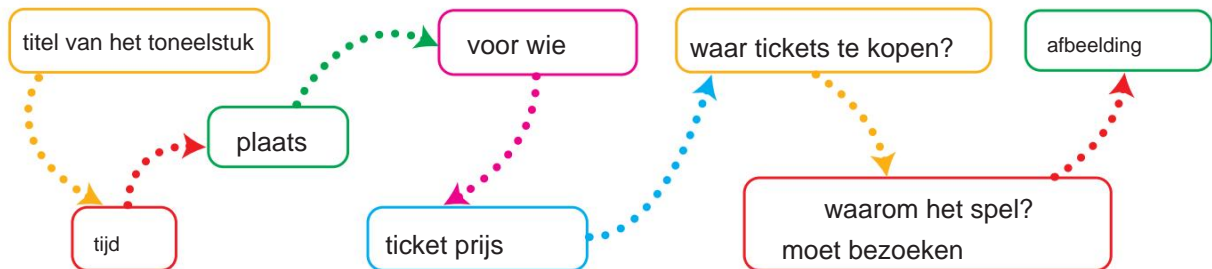 titel van het toneelstuk
tijd
plaats
voor wie
ticket prijs
waar tickets te kopen?
waarom het spel?
moet bezoeken
afbeelding